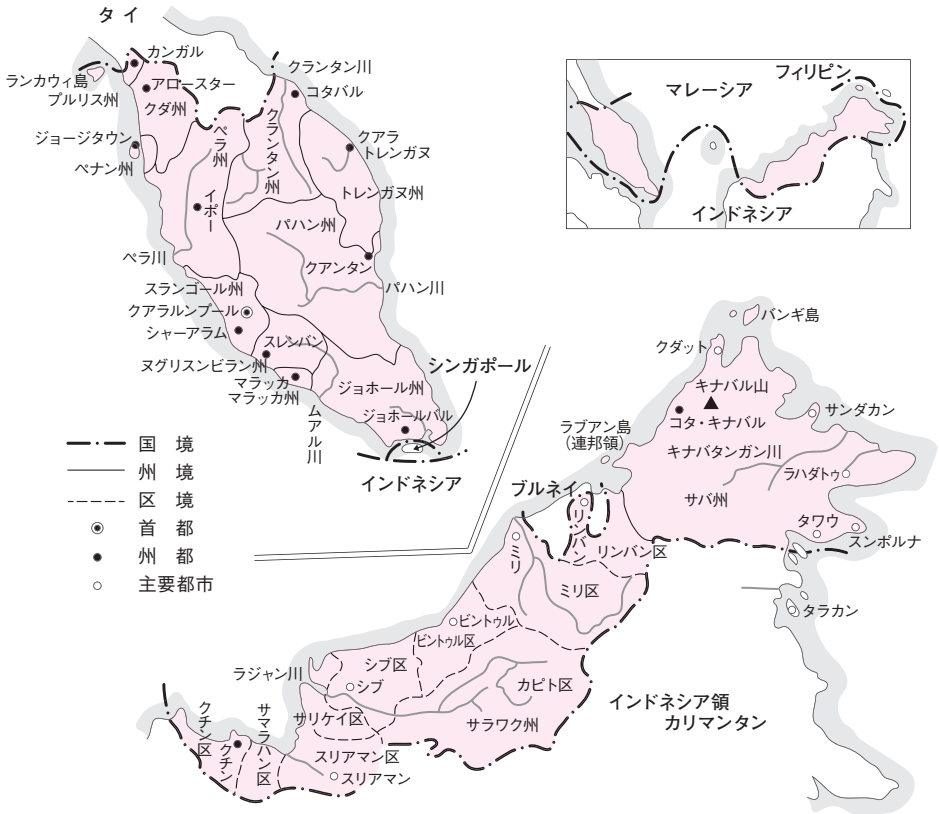 タイ
カンガル
ランカウィ島
プルリス州
アロースター
クダ州
クランタン川
コタバル
ジョージタウン
ペナン州
ペラ州
クランタン州
クアラ
トレンガヌ
イポー
トレンガヌ州
パハン州
ペラ川
クアンタン
パハン川
スランゴール州
クアラルンプール
シャーアラム
スレンバン
ヌグリスンビラン州
マラッカ
マラッカ州
ジョホール州
ムアル川
ジョホールバル
シンガポール
インドネシア
フィリピン
マレーシア
インドネシア
国境
州境
区境
首都
州都
主要都市
バンギ島
クダット
キナバル山
コタ・キナバル
サンダカン
ラブアン島
(連邦領)
キナバタンガン川
ラハダトゥ
サバ州
タワウ
スンポルナ
ブルネイ
リンバン
リンバン区
ミリ
ミリ区
タラカン
ビントゥル
ビントゥル区
シブ区
ラジャン川
シブ
カピト区
サリケイ区
サラワク州
インドネシア領
カリマンタン
クチン区
クチン
サマラハン区
スリアマン区
スリアマン